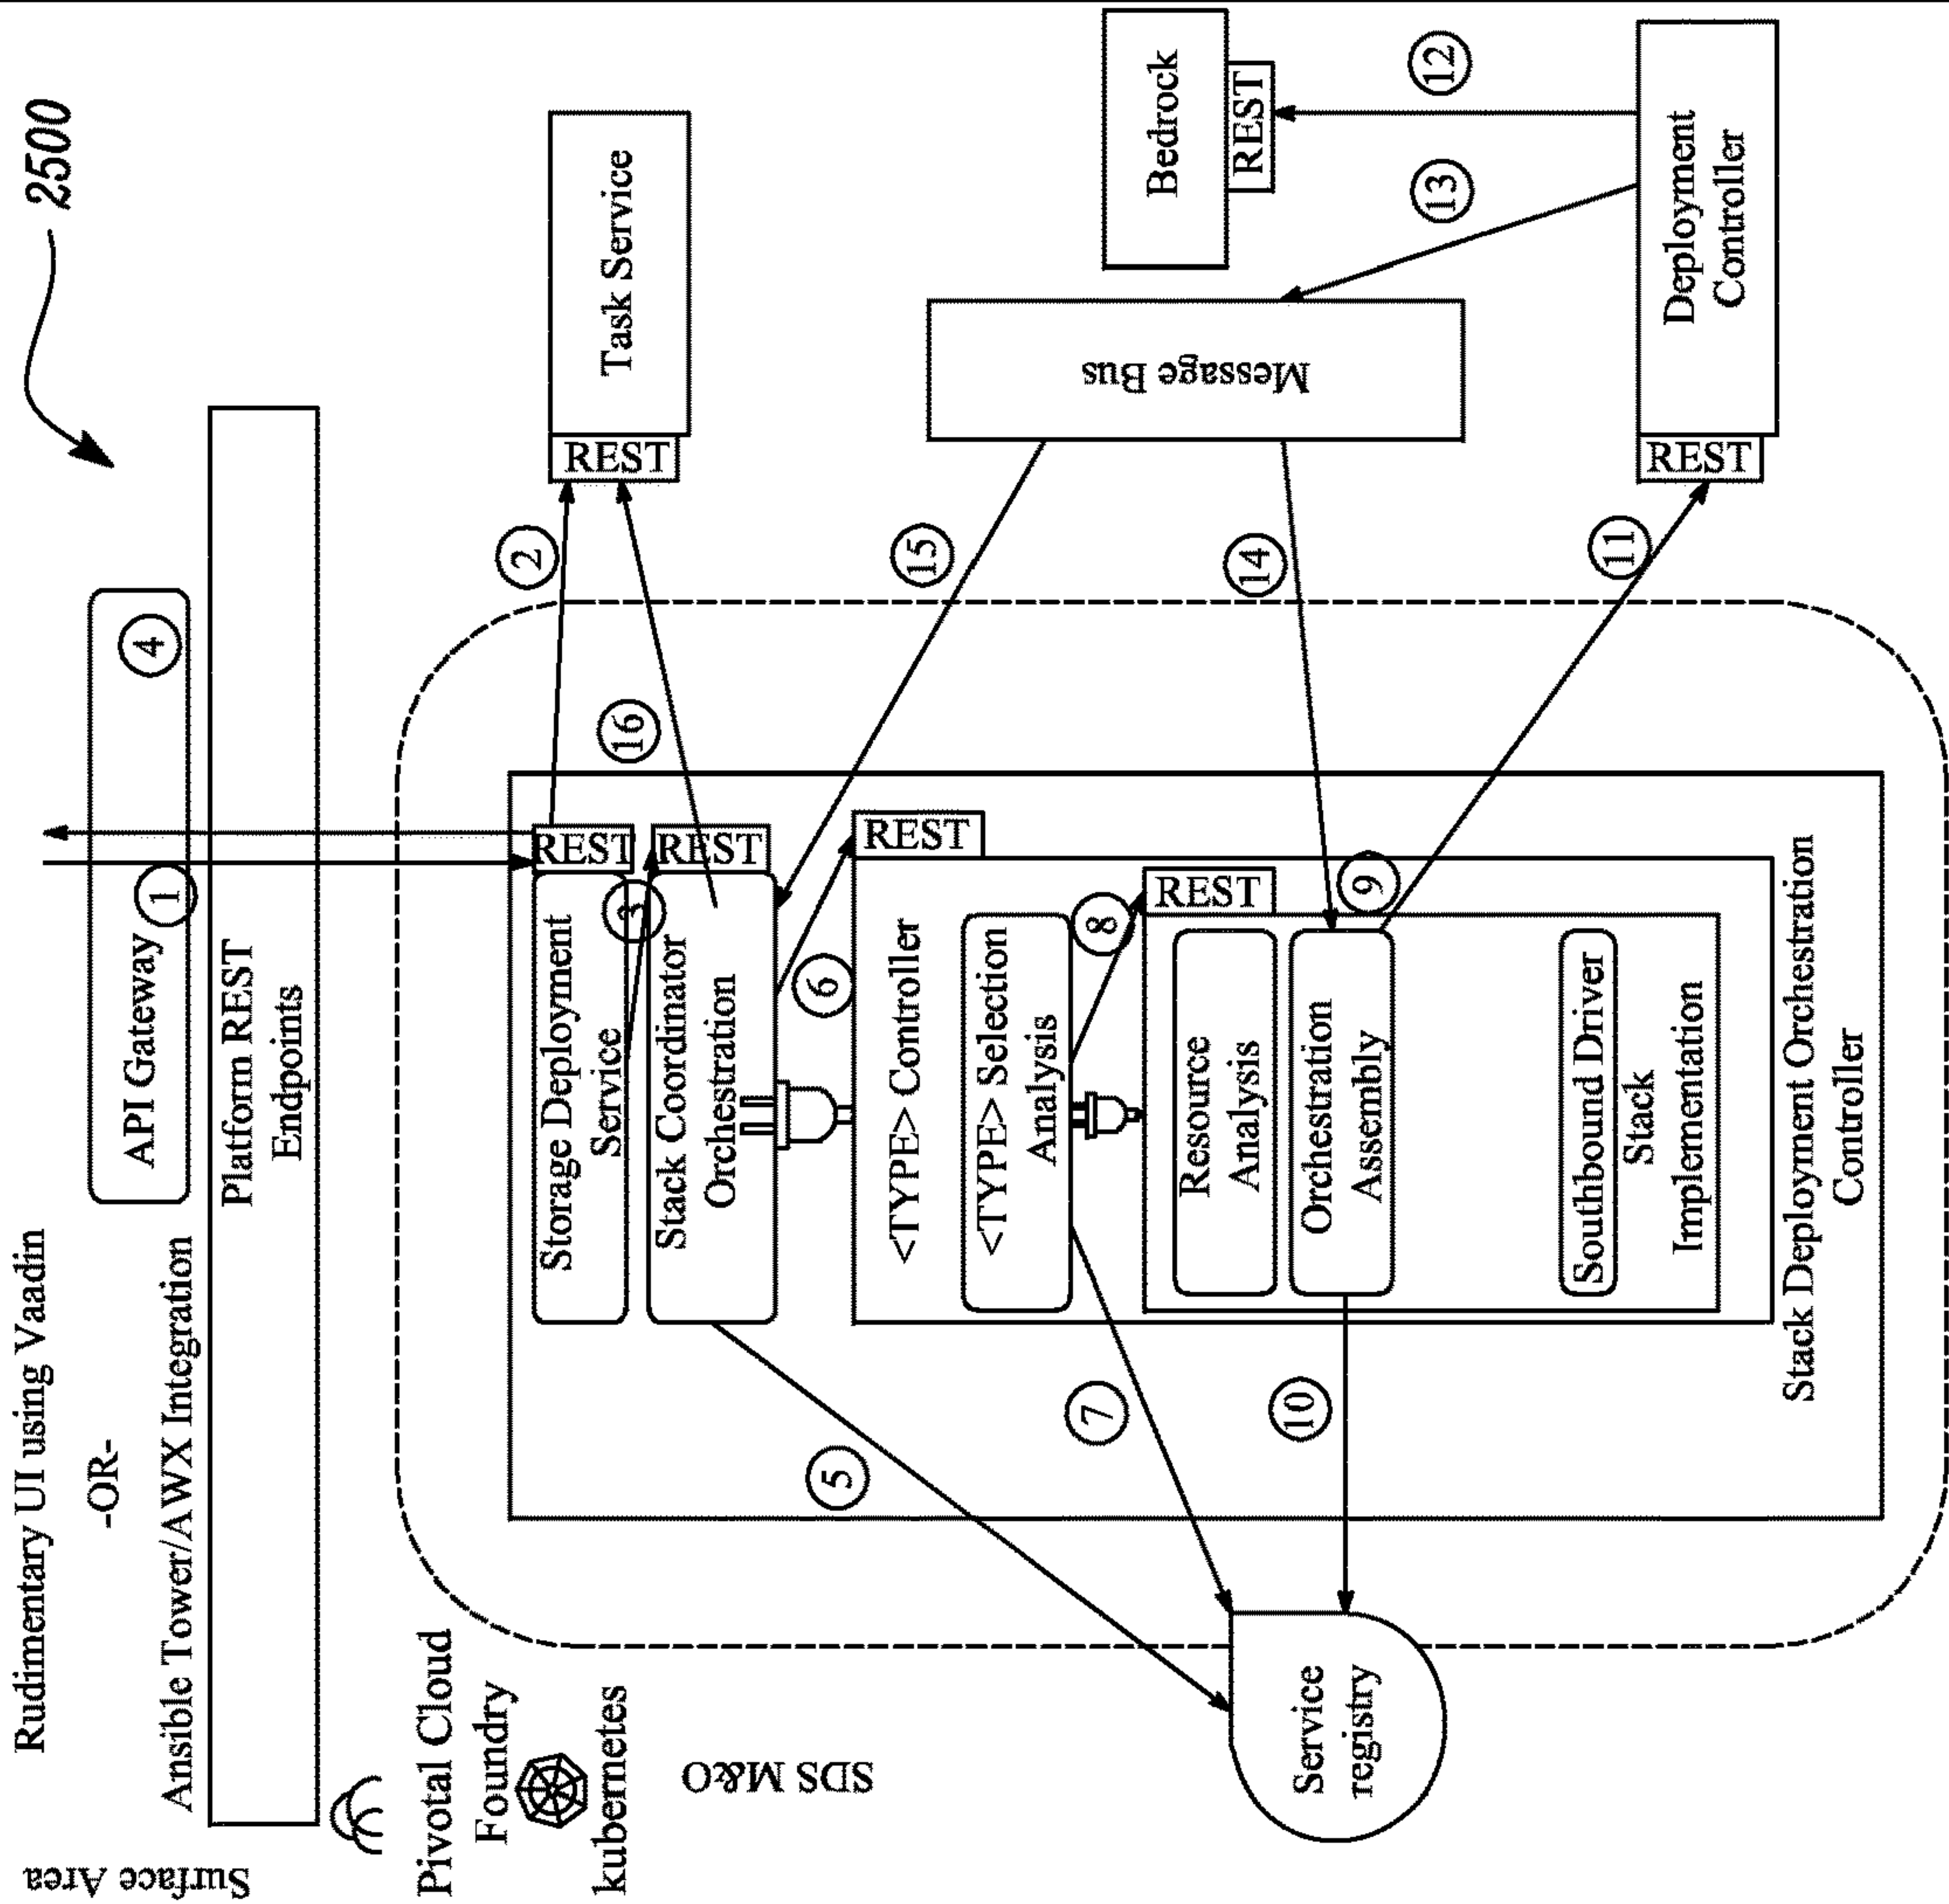 2500
Surface Area
Rudimentary UI using Vaadin
-OR-
Ansible Tower/AWX Integration
API Gateway
1
4
Platform REST
Endpoints
Pivotal Cloud
Foundry
kubernetes
SDS M&O
Storage Deployment
Service
REST
2
REST
Task Service
3
Stack Coordinator
Orchestration
REST
16
15
5
6
<TYPE> Controller
REST
<TYPE> Selection
Analysis
7
8
REST
Resource
Analysis
Orchestration
Assembly
9
10
14
11
Southbound Driver
Stack
Implementation
Stack Deployment Orchestration
Controller
Service
registry
Message Bus
Bedrock
REST
12
13
REST
Deployment
Controller